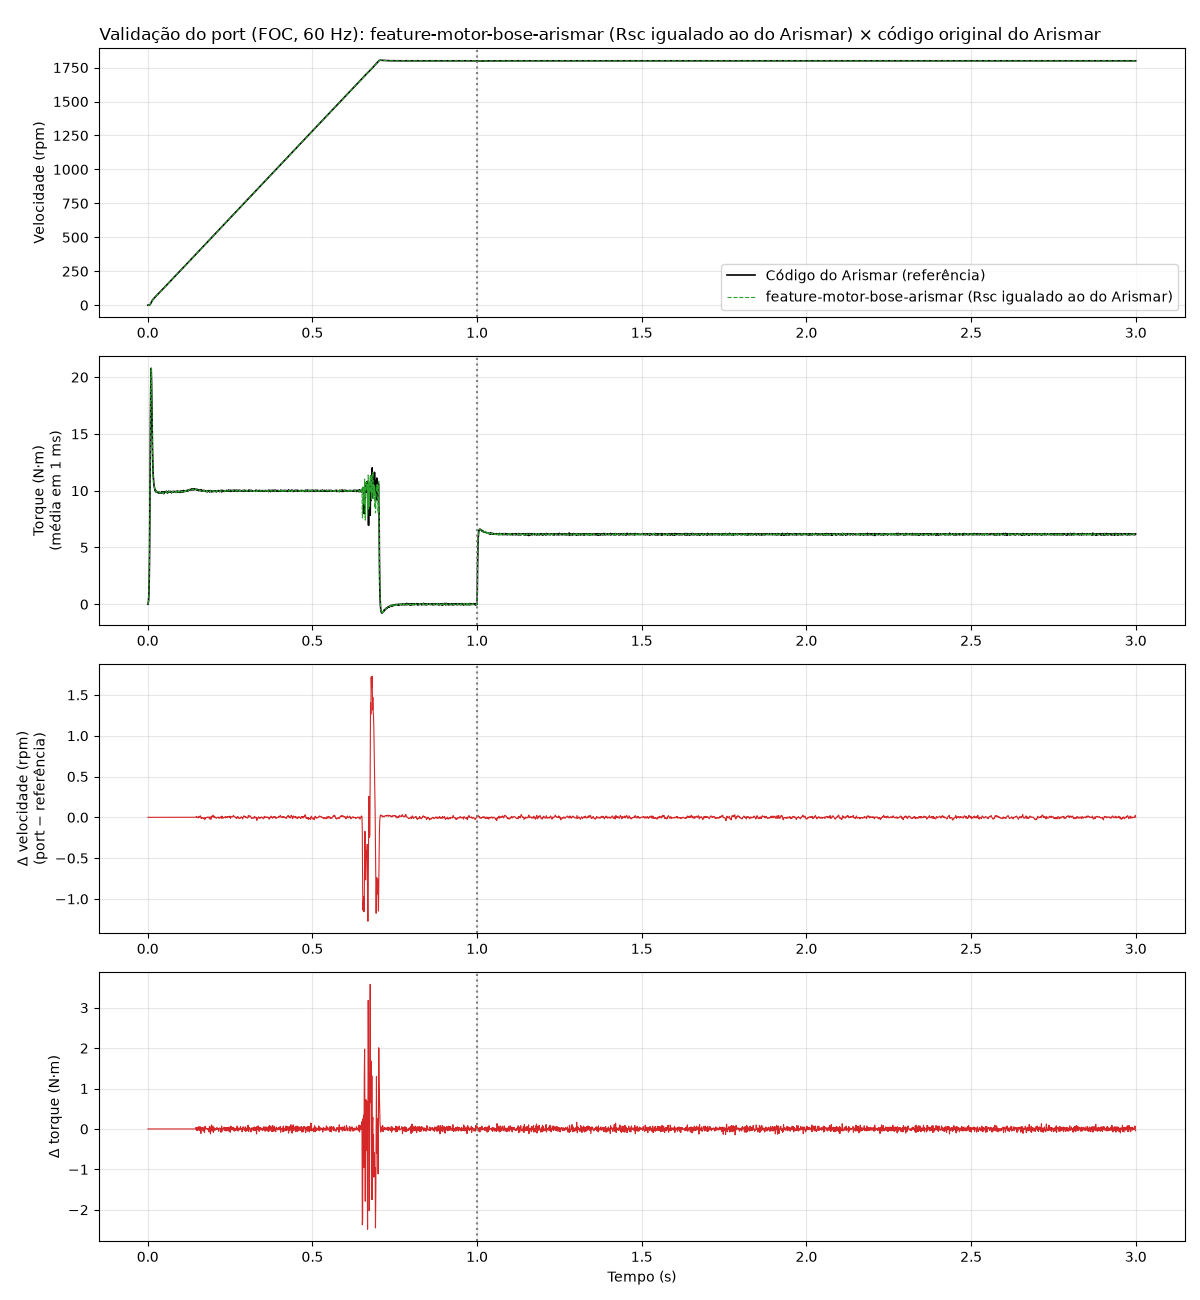 Validação do port (FOC, 60 Hz): feature-motor-bose-arismar (Rsc igualado ao do Arismar) × código original do Arismar
Velocidade (rpm)
1750
1500
1250
1000
750
500
250
0
Código do Arismar (referência)
feature-motor-bose-arismar (Rsc igualado ao do Arismar)
0.0 0.5 1.0 1.5 2.0 2.5 3.0
Torque (N·m)
(média em 1 ms)
20
15
10
5
0
0.0 0.5 1.0 1.5 2.0 2.5 3.0
Δ velocidade (rpm)
(port − referência)
1.5
1.0
0.5
0.0
−0.5
−1.0
0.0 0.5 1.0 1.5 2.0 2.5 3.0
Δ torque (N·m)
3
2
1
0
−1
−2
0.0 0.5 1.0 1.5 2.0 2.5 3.0
Tempo (s)